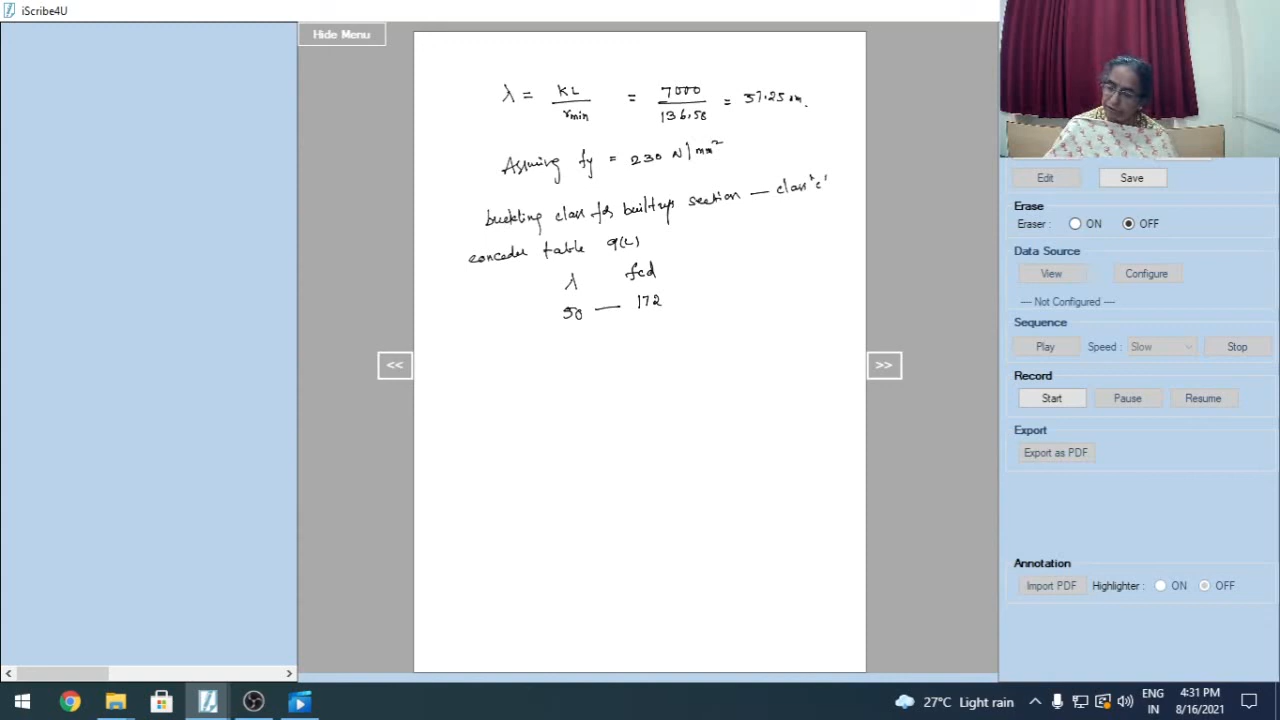 iScribe4U
Hide Menu
λ = KL / rmin = 7000 / 136.58 = 51.25 mm.
Assuming fy = 230 N/mm²
buckling class for builtup section — class 'c'
table 9(c)
λ fcd
50 — 172
<<
>>
Edit Save
Erase
Eraser : ON OFF
Data Source
View Configure
--- Not Configured ---
Sequence
Play Speed : Slow Stop
Record
Start Pause Resume
Export
Export as PDF
Annotation
Import PDF Highlighter : ON OFF
27°C Light rain
ENG
IN
4:31 PM
8/16/2021